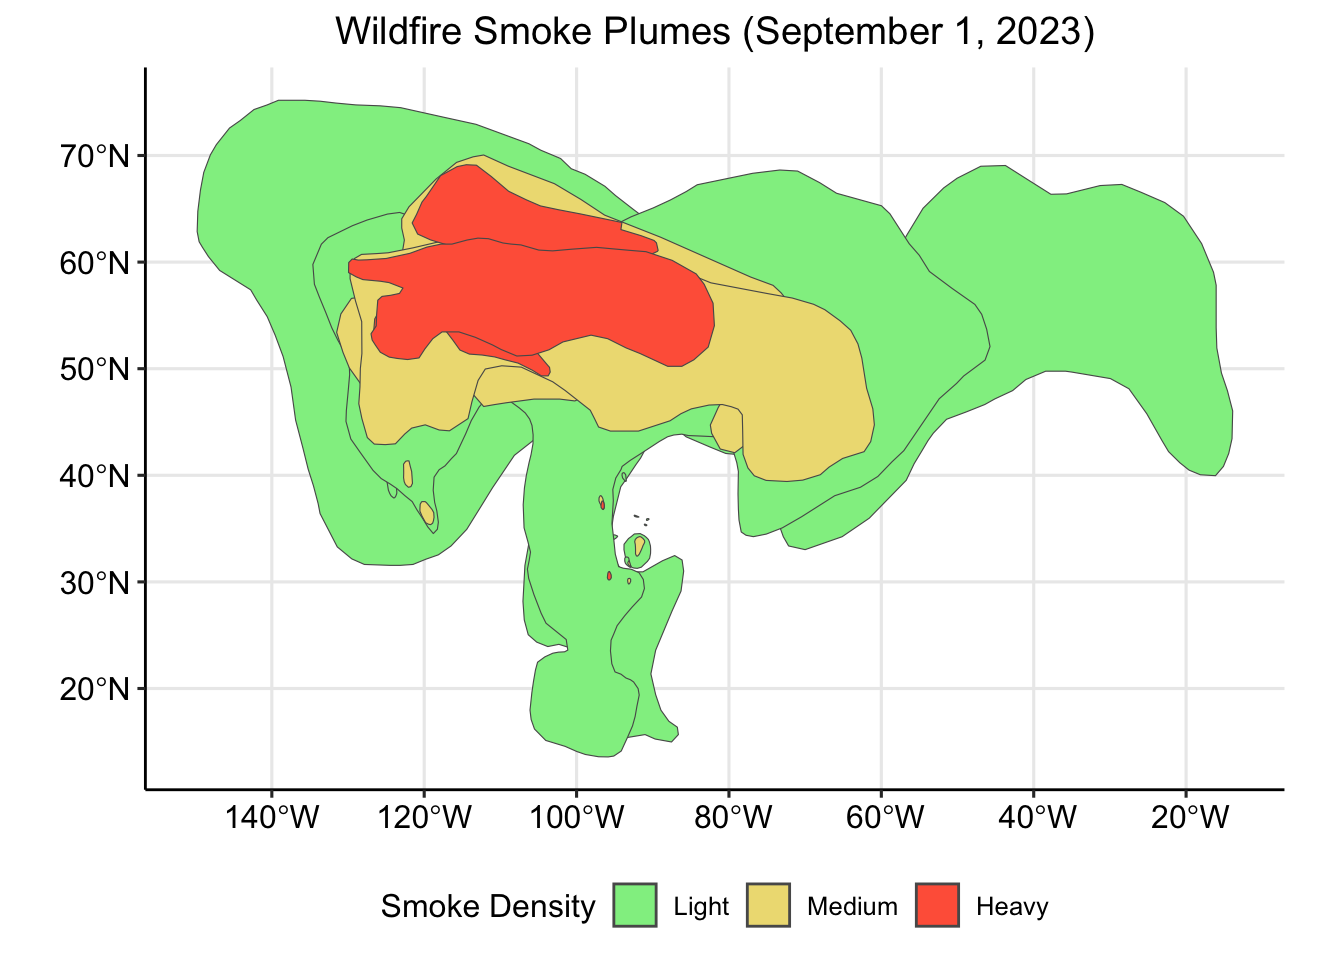 Wildfire Smoke Plumes (September 1, 2023)
70°N
60°N
50°N
40°N
30°N
20°N
140°W 120°W 100°W 80°W 60°W 40°W 20°W
Smoke Density Light Medium Heavy